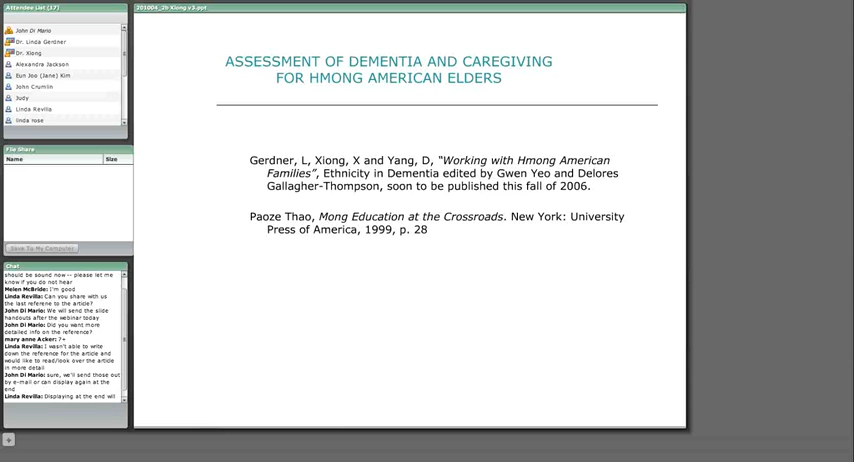 Attendee List (17)
John Di Mario
Dr. Linda Gerdner
Dr. Xiong
Alexandra Jackson
Eun Joo (Jane) Kim
John Crumlin
Judy
Linda Revilla
linda rose
File Share
Name Size
Save To My Computer
Chat
should be sound now -- please let me
know if you do not hear
Meien McBride: I'm good
Linda Revilla: Can you share with us
the last referene to the article?
John Di Mario: We will send the slide
handouts after the webinar today
John Di Mario: Did you want more
detailed info on the reference?
mary anne Acker: 7+
Linda Revilla: I wasn't able to write
down the reference for the article and
would like to read/look over the article
in more detail
John Di Mario: sure, we'll send those out
by e-mail or can display again at the
end
Linda Revilla: Displaying at the end will
201004_2b Xiong v3.ppt
ASSESSMENT OF DEMENTIA AND CAREGIVING
FOR HMONG AMERICAN ELDERS
Gerdner, L, Xiong, X and Yang, D, “Working with Hmong American
Families”, Ethnicity in Dementia edited by Gwen Yeo and Delores
Gallagher-Thompson, soon to be published this fall of 2006.
Paoze Thao, Mong Education at the Crossroads. New York: University
Press of America, 1999, p. 28